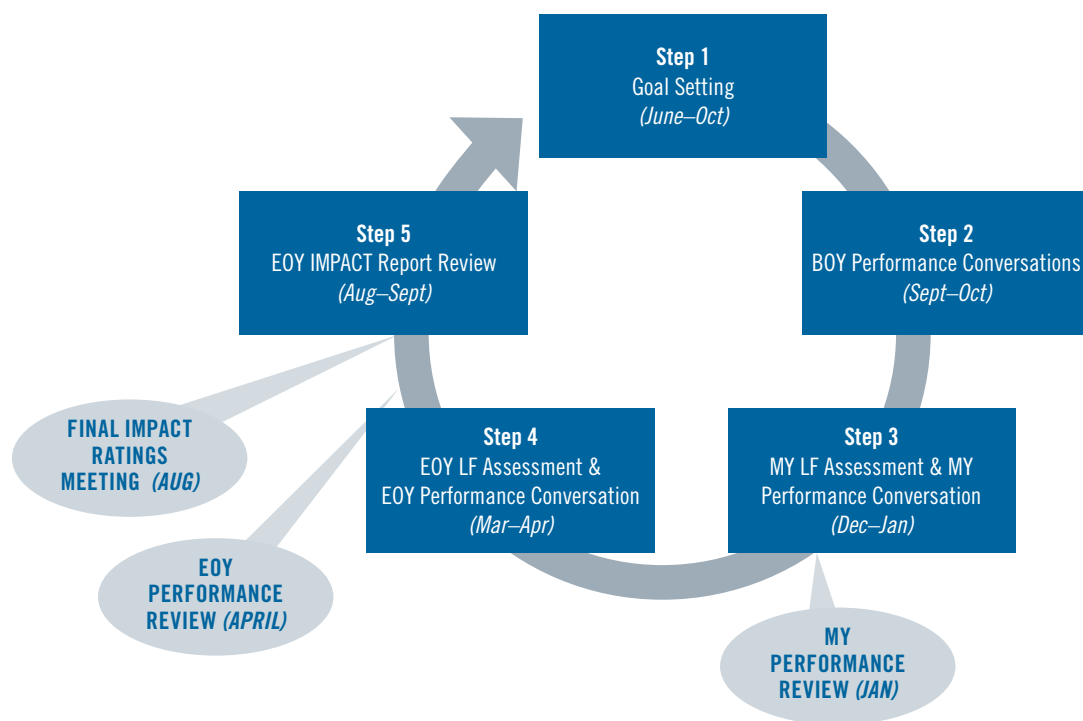 Step 1
Goal Setting
(June–Oct)
Step 2
BOY Performance Conversations
(Sept–Oct)
Step 3
MY LF Assessment & MY
Performance Conversation
(Dec–Jan)
MY
PERFORMANCE
REVIEW (JAN)
Step 4
EOY LF Assessment &
EOY Performance Conversation
(Mar–Apr)
EOY
PERFORMANCE
REVIEW (APRIL)
Step 5
EOY IMPACT Report Review
(Aug–Sept)
FINAL IMPACT
RATINGS
MEETING (AUG)